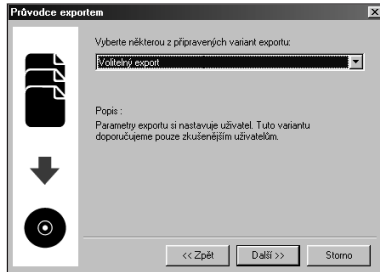 Průvodce exportem
Vyberte některou z připravených variant exportu:
Volitelný export
Popis :
Parametry exportu si nastavuje uživatel. Tuto variantu
doporučujeme pouze zkušenějším uživatelům.
<< Zpět
Další >>
Storno